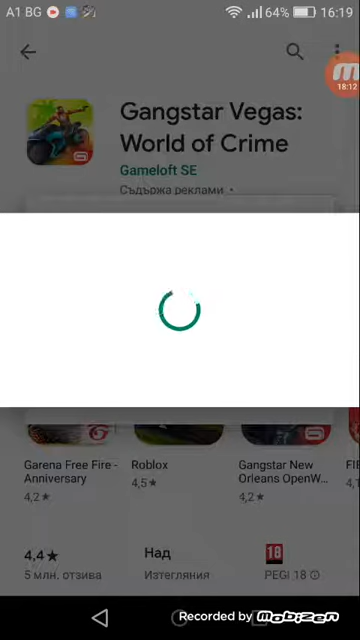 A1 BG 64% 16:19
18:12
Gangstar Vegas:
World of Crime
Gameloft SE
Съдържа реклами •
Garena Free Fire - Anniversary
4,2★
Roblox
4,5★
Gangstar New Orleans OpenW...
4,2★
4,4★
5 млн. отзива
Над
Изтегляния
18
PEGI 18 ⓘ
Recorded by Mobizen